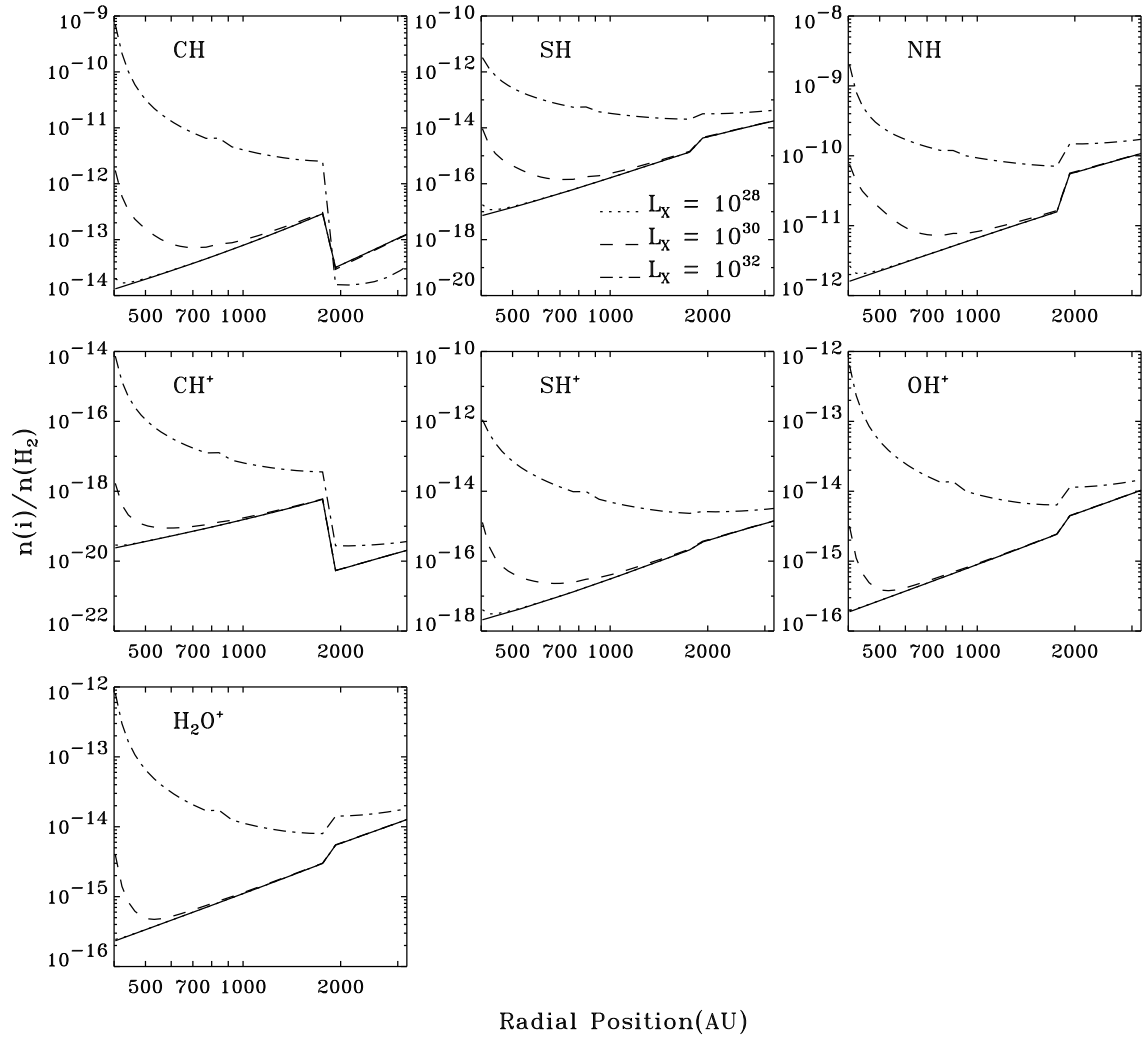 CH
10⁻⁹
10⁻¹⁰
10⁻¹¹
10⁻¹²
10⁻¹³
10⁻¹⁴
500 700 1000 2000
SH
10⁻¹⁰
10⁻¹²
10⁻¹⁴
10⁻¹⁶
10⁻¹⁸
10⁻²⁰
L_X = 10²⁸
L_X = 10³⁰
L_X = 10³²
500 700 1000 2000
NH
10⁻⁸
10⁻⁹
10⁻¹⁰
10⁻¹¹
10⁻¹²
500 700 1000 2000
n(i)/n(H₂)
CH⁺
10⁻¹⁴
10⁻¹⁶
10⁻¹⁸
10⁻²⁰
10⁻²²
500 700 1000 2000
SH⁺
10⁻¹⁰
10⁻¹²
10⁻¹⁴
10⁻¹⁶
10⁻¹⁸
500 700 1000 2000
OH⁺
10⁻¹²
10⁻¹³
10⁻¹⁴
10⁻¹⁵
10⁻¹⁶
500 700 1000 2000
H₂O⁺
10⁻¹²
10⁻¹³
10⁻¹⁴
10⁻¹⁵
10⁻¹⁶
500 700 1000 2000
Radial Position(AU)